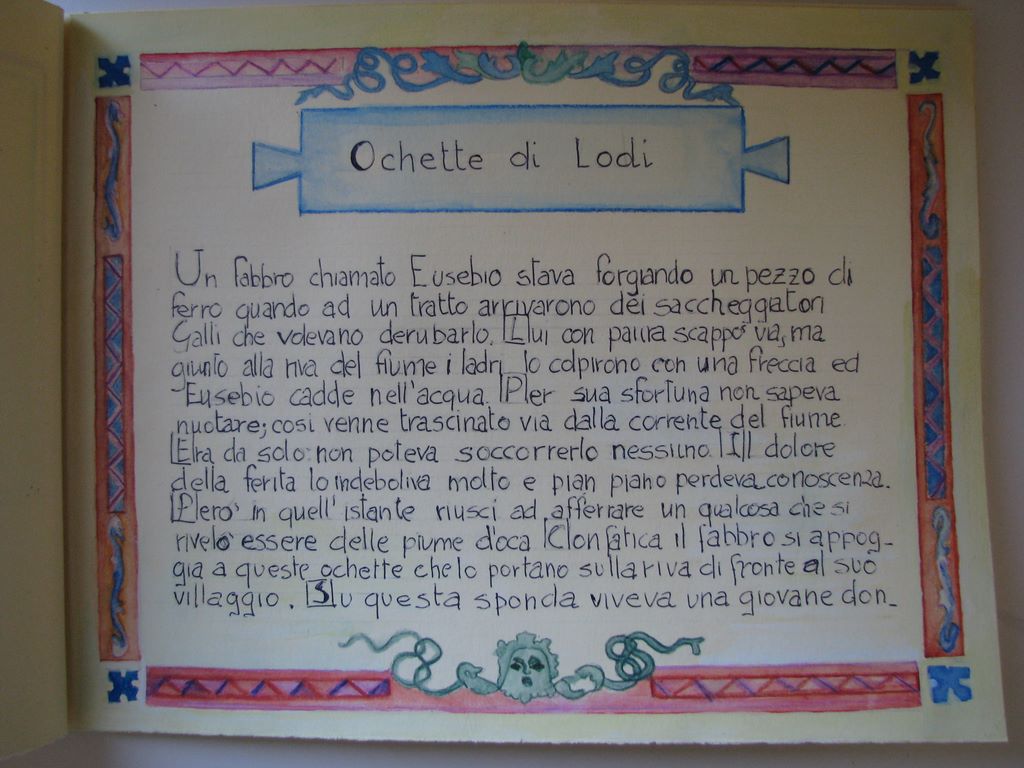 Ochette di Lodi
Un fabbro chiamato Eusebio stava forgiando un pezzo di
ferro quando ad un tratto arrivarono dei saccheggatori
Galli che volevano derubarlo. Lui con paura scappò via, ma
giunto alla riva del fiume i ladri lo colpirono con una freccia ed
Eusebio cadde nell'acqua. Per sua sfortuna non sapeva
nuotare; così venne trascinato via dalla corrente del fiume.
Era da solo: non poteva soccorrerlo nessuno. Il dolore
della ferita lo indeboliva molto e pian piano perdeva conoscenza.
Però in quell'istante riuscì ad afferrare un qualcosa che si
rivelò essere delle piume d'oca. Con fatica il fabbro si appog-
gia a queste ochette che lo portano sulla riva di fronte al suo
villaggio. Su questa sponda viveva una giovane don-